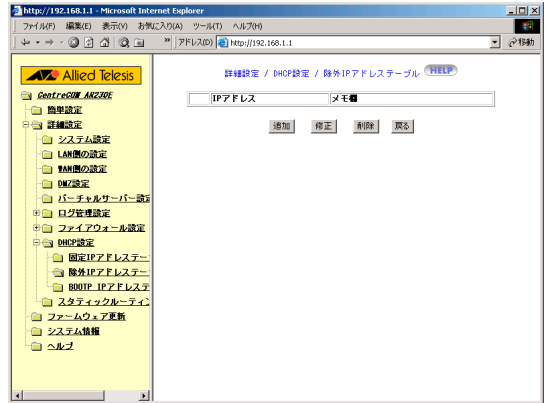 http://192.168.1.1 - Microsoft Internet Explorer
ファイル(F) 編集(E) 表示(V) お気に入り(A) ツール(T) ヘルプ(H)
アドレス(D) http://192.168.1.1 移動
Allied Telesis
CentreCOM AR230E
簡単設定
詳細設定
システム設定
LAN側の設定
WAN側の設定
DMZ設定
バーチャルサーバー設定
ログ管理設定
ファイアウォール設定
DHCP設定
固定IPアドレステー
除外IPアドレステー
BOOTP IPアドレステ
スタティックルーティン
ファームウェア更新
システム情報
ヘルプ
詳細設定 / DHCP設定 / 除外IPアドレステーブル HELP
IPアドレス メモ欄
追加 修正 削除 戻る